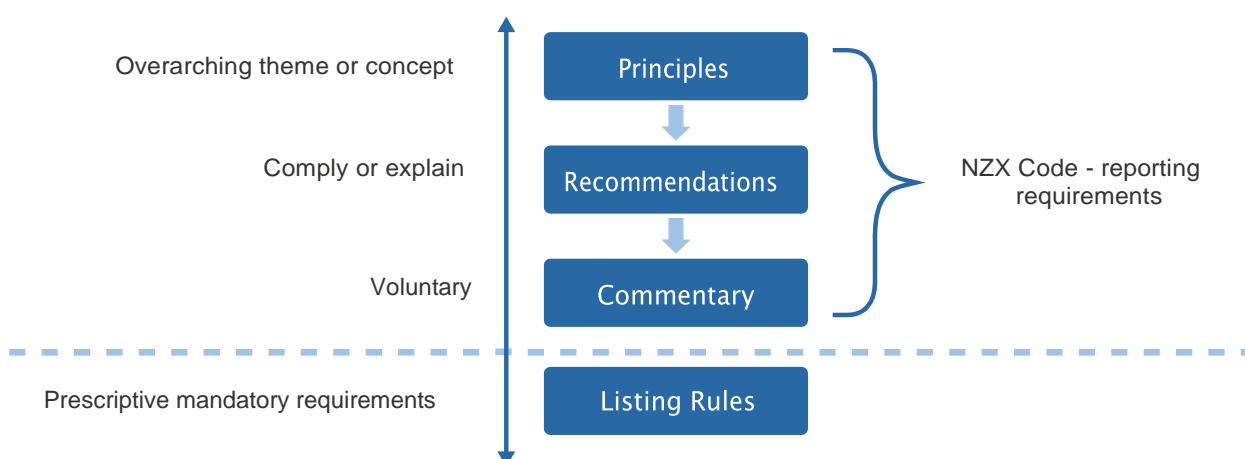 Overarching theme or concept
Principles
Comply or explain
Recommendations
NZX Code - reporting
requirements
Voluntary
Commentary
Prescriptive mandatory requirements
Listing Rules